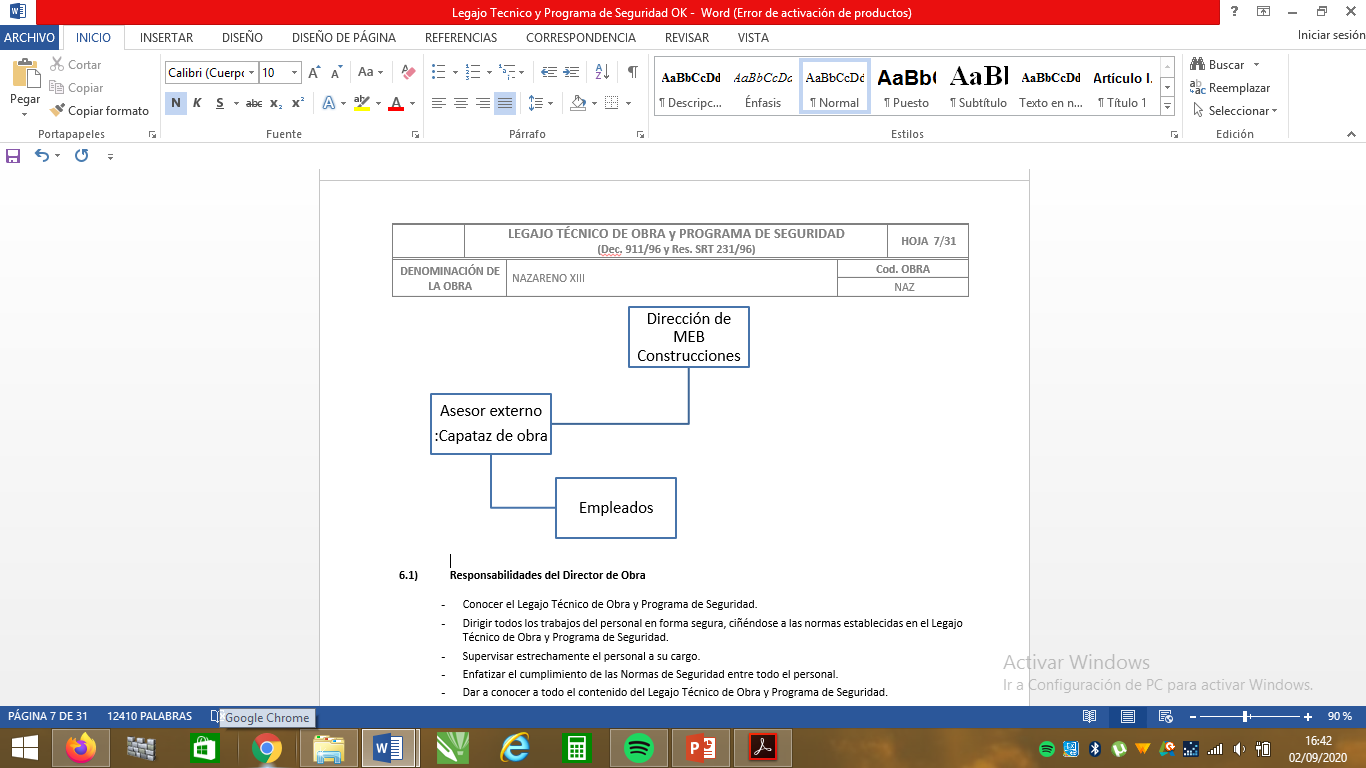 Legajo Tecnico y Programa de Seguridad OK - Word (Error de activación de productos)
ARCHIVO INICIO INSERTAR DISEÑO DISEÑO DE PÁGINA REFERENCIAS CORRESPONDENCIA REVISAR VISTA Iniciar sesión
Pegar
Cortar
Copiar
Copiar formato
Portapapeles
Calibri (Cuerpo 10
N K S abc x₂ x²
Fuente
Párrafo
AaBbCcDd AaBbCcDc AaBbCcDd AaBb( AaBl AaBbCcDd Artículo I.
¶ Descripc... Énfasis ¶ Normal ¶ Puesto ¶ Subtítulo Texto en n... ¶ Título 1
Estilos
Buscar
Reemplazar
Seleccionar
Edición
LEGAJO TÉCNICO DE OBRA y PROGRAMA DE SEGURIDAD
(Dec. 911/96 y Res. SRT 231/96)
HOJA 7/31
DENOMINACIÓN DE
LA OBRA
NAZARENO XIII
Cod. OBRA
NAZ
Dirección de
MEB
Construcciones
Asesor externo
:Capataz de obra
Empleados
6.1) Responsabilidades del Director de Obra
- Conocer el Legajo Técnico de Obra y Programa de Seguridad.
- Dirigir todos los trabajos del personal en forma segura, ciñéndose a las normas establecidas en el Legajo
Técnico de Obra y Programa de Seguridad.
- Supervisar estrechamente el personal a su cargo.
- Enfatizar el cumplimiento de las Normas de Seguridad entre todo el personal.
- Dar a conocer a todo el contenido del Legajo Técnico de Obra y Programa de Seguridad.
Activar Windows
Ir a Configuración de PC para activar Windows.
PÁGINA 7 DE 31 12410 PALABRAS 90 %
Google Chrome
16:42
02/09/2020